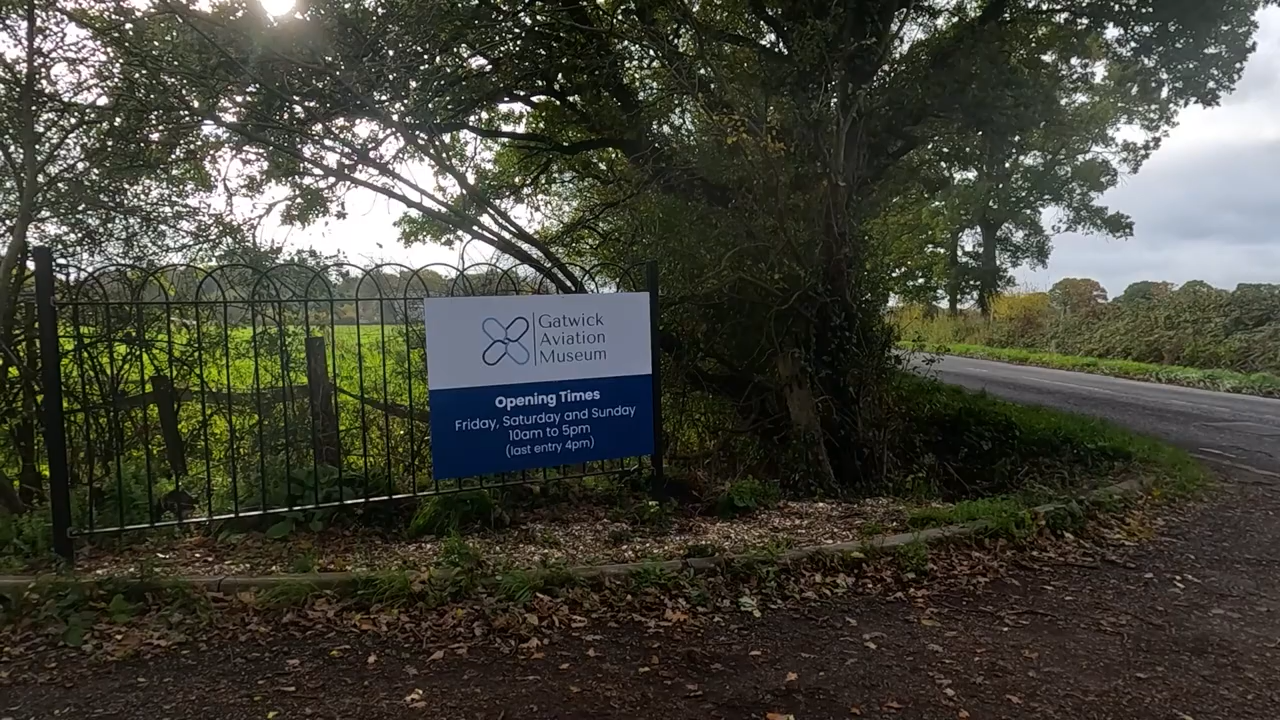 Gatwick
Aviation
Museum
Opening Times
Friday, Saturday and Sunday
10am to 5pm
(last entry 4pm)